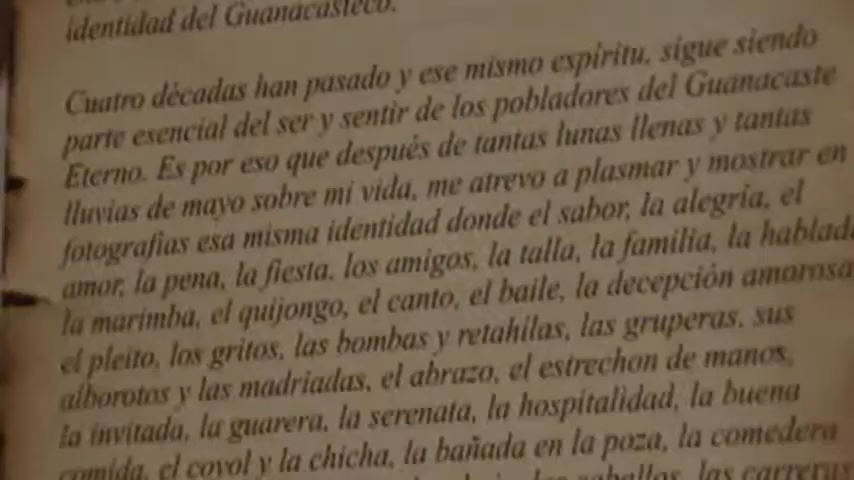 identidad del Guanacasteco.
Cuatro décadas han pasado y ese mismo espíritu, sigue siendo
parte esencial del ser y sentir de los pobladores del Guanacaste
Eterno. Es por eso que después de tantas lunas llenas y tantas
lluvias de mayo sobre mi vida, me atrevo a plasmar y mostrar en
fotografias esa misma identidad donde el sabor, la alegría, el
amor, la pena, la fiesta, los amigos, la talla, la familia, la hablada
la marimba, el quijongo, el canto, el baile, la decepción amorosa
el pleito, los gritos, las bombas y retahílas, las gruperas, sus
alborotos y las madriadas, el abrazo, el estrechon de manos,
la invitada, la guarera, la serenata, la hospitalidad, la buena
comida, el coyol y la chicha, la bañada en la poza, la comedera
caballos, las carreras